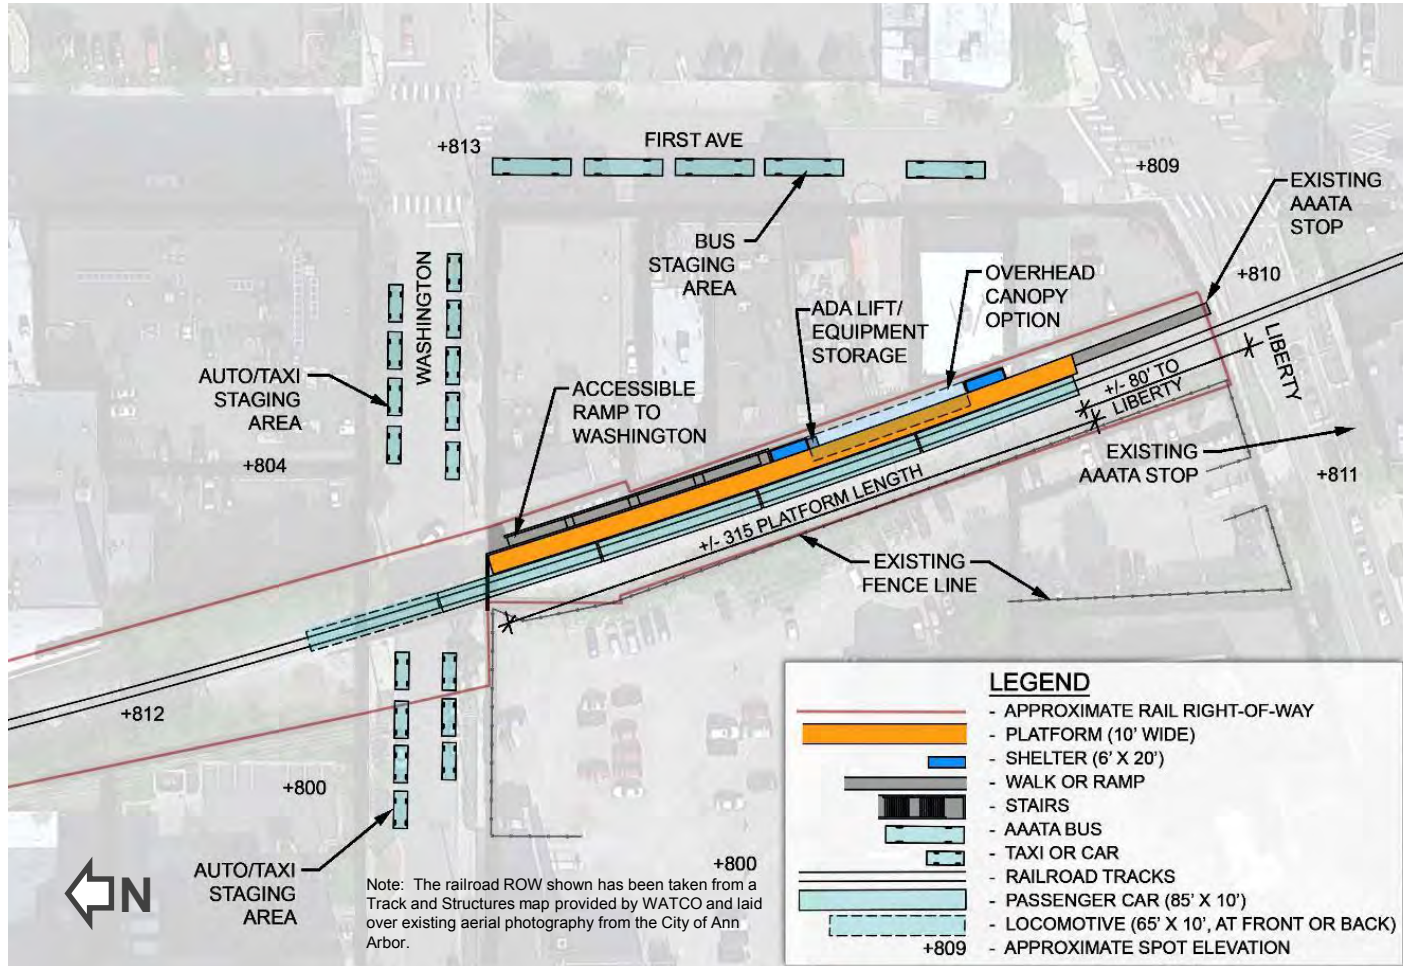 +813
FIRST AVE
+809
EXISTING
AAATA
STOP
BUS
STAGING
AREA
WASHINGTON
OVERHEAD
CANOPY
OPTION
+810
ADA LIFT/
EQUIPMENT
STORAGE
LIBERTY
AUTO/TAXI
STAGING
AREA
ACCESSIBLE
RAMP TO
WASHINGTON
+/- 80' TO
LIBERTY
+804
EXISTING
AAATA STOP
+811
+/- 315 PLATFORM LENGTH
EXISTING
FENCE LINE
+812
+800
AUTO/TAXI
STAGING
AREA
+800
N
Note: The railroad ROW shown has been taken from a
Track and Structures map provided by WATCO and laid
over existing aerial photography from the City of Ann
Arbor.
LEGEND
- APPROXIMATE RAIL RIGHT-OF-WAY
- PLATFORM (10' WIDE)
- SHELTER (6' X 20')
- WALK OR RAMP
- STAIRS
- AAATA BUS
- TAXI OR CAR
- RAILROAD TRACKS
- PASSENGER CAR (85' X 10')
- LOCOMOTIVE (65' X 10', AT FRONT OR BACK)
+809 - APPROXIMATE SPOT ELEVATION